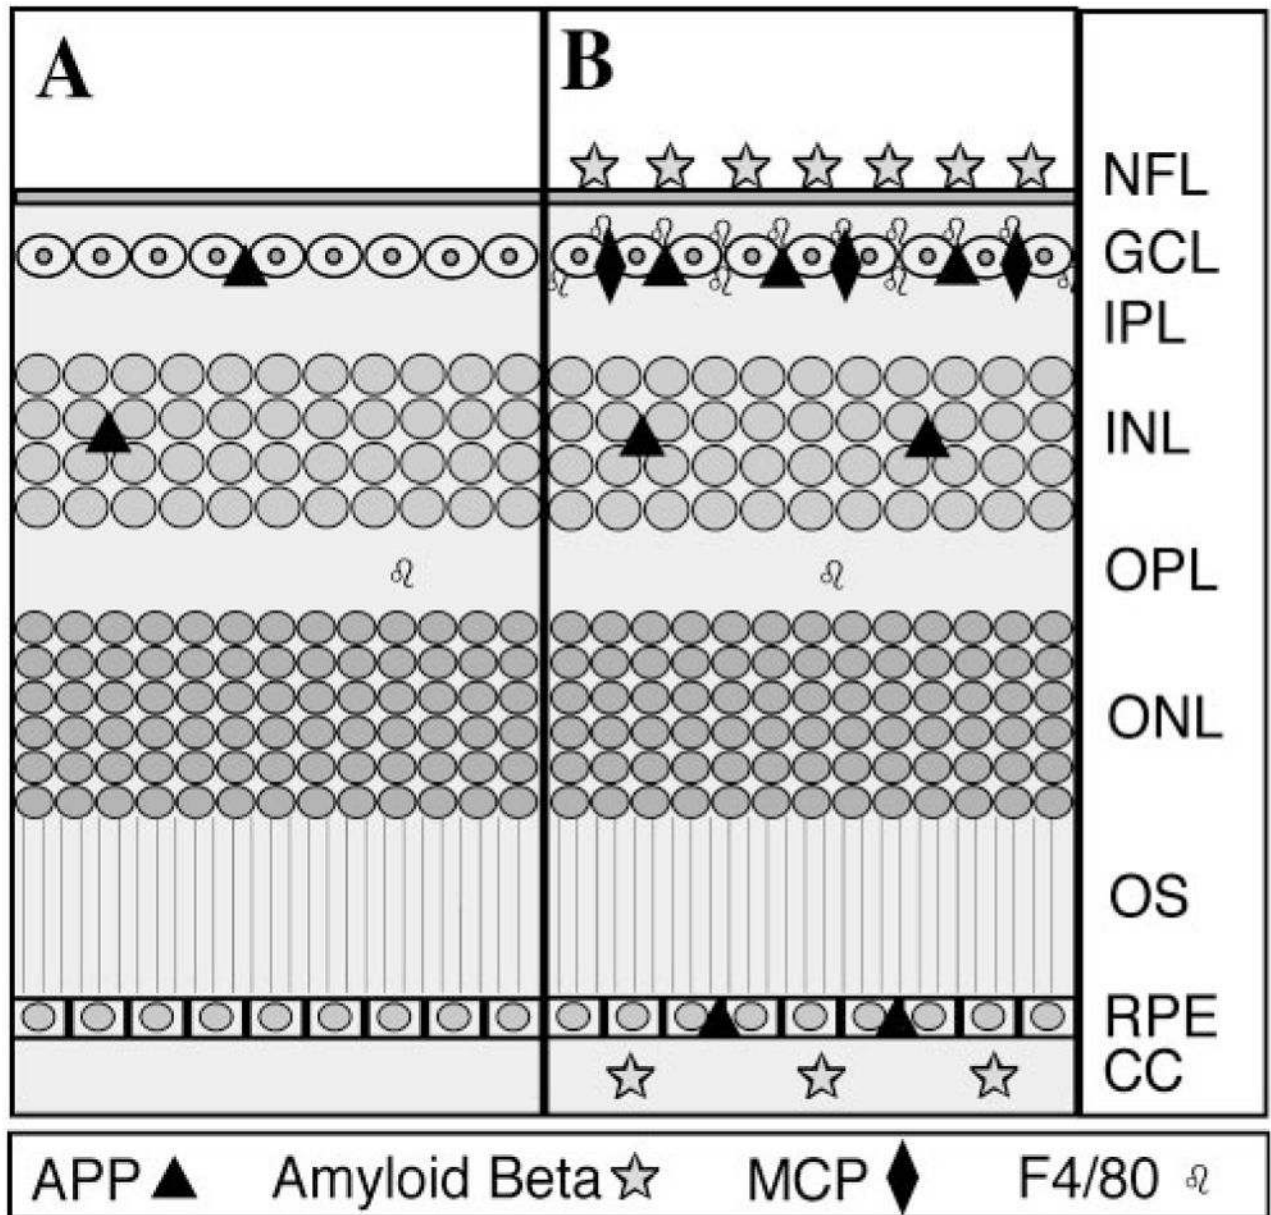 A
B
NFL
GCL
IPL
INL
OPL
ONL
OS
RPE
CC
APP Amyloid Beta MCP F4/80